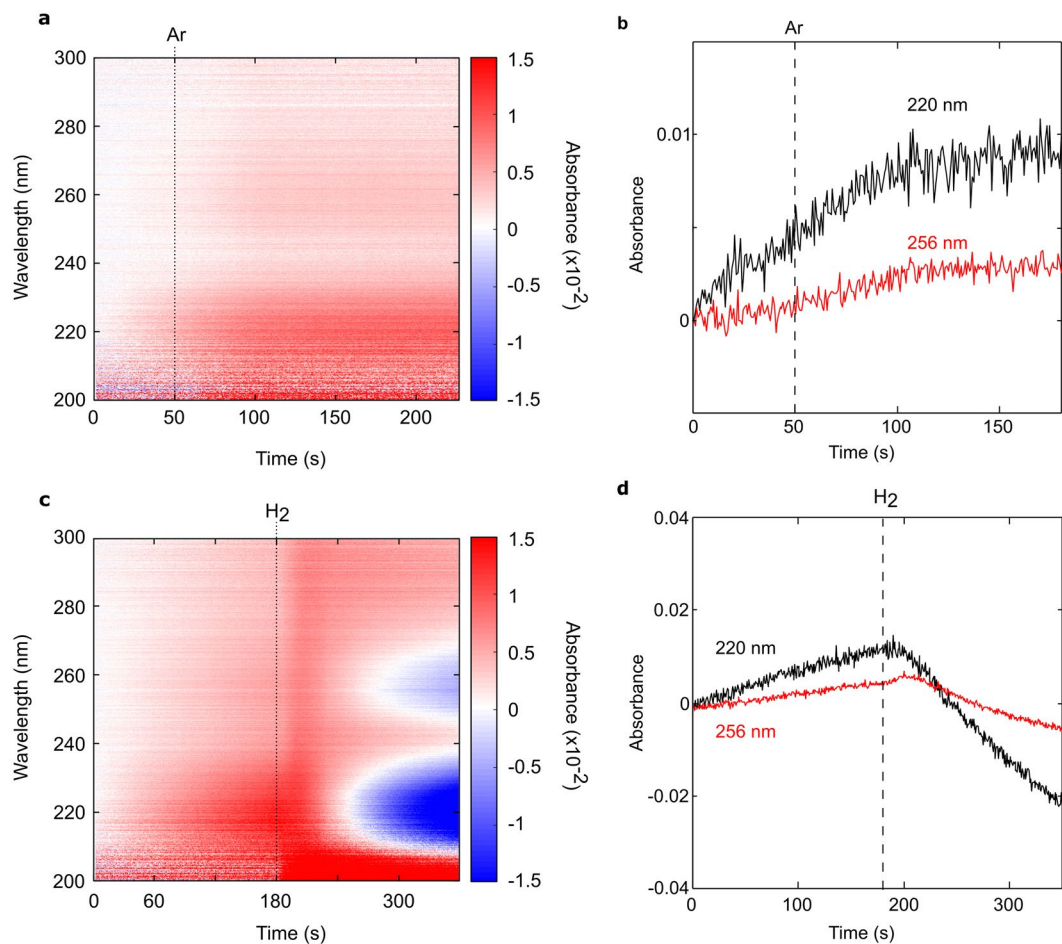 a
Ar
300
280
260
240
220
200
Wavelength (nm)
0
50
100
150
200
Time (s)
1.5
1
0.5
0
-0.5
-1
-1.5
Absorbance (x10-2)
b
Ar
0.01
0
Absorbance
220 nm
256 nm
0
50
100
150
Time (s)
c
H2
300
280
260
240
220
200
Wavelength (nm)
0
60
120
180
300
Time (s)
1.5
1
0.5
0
-0.5
-1
-1.5
Absorbance (x10-2)
d
H2
0.04
0.02
0
-0.02
-0.04
Absorbance
220 nm
256 nm
0
100
200
300
Time (s)